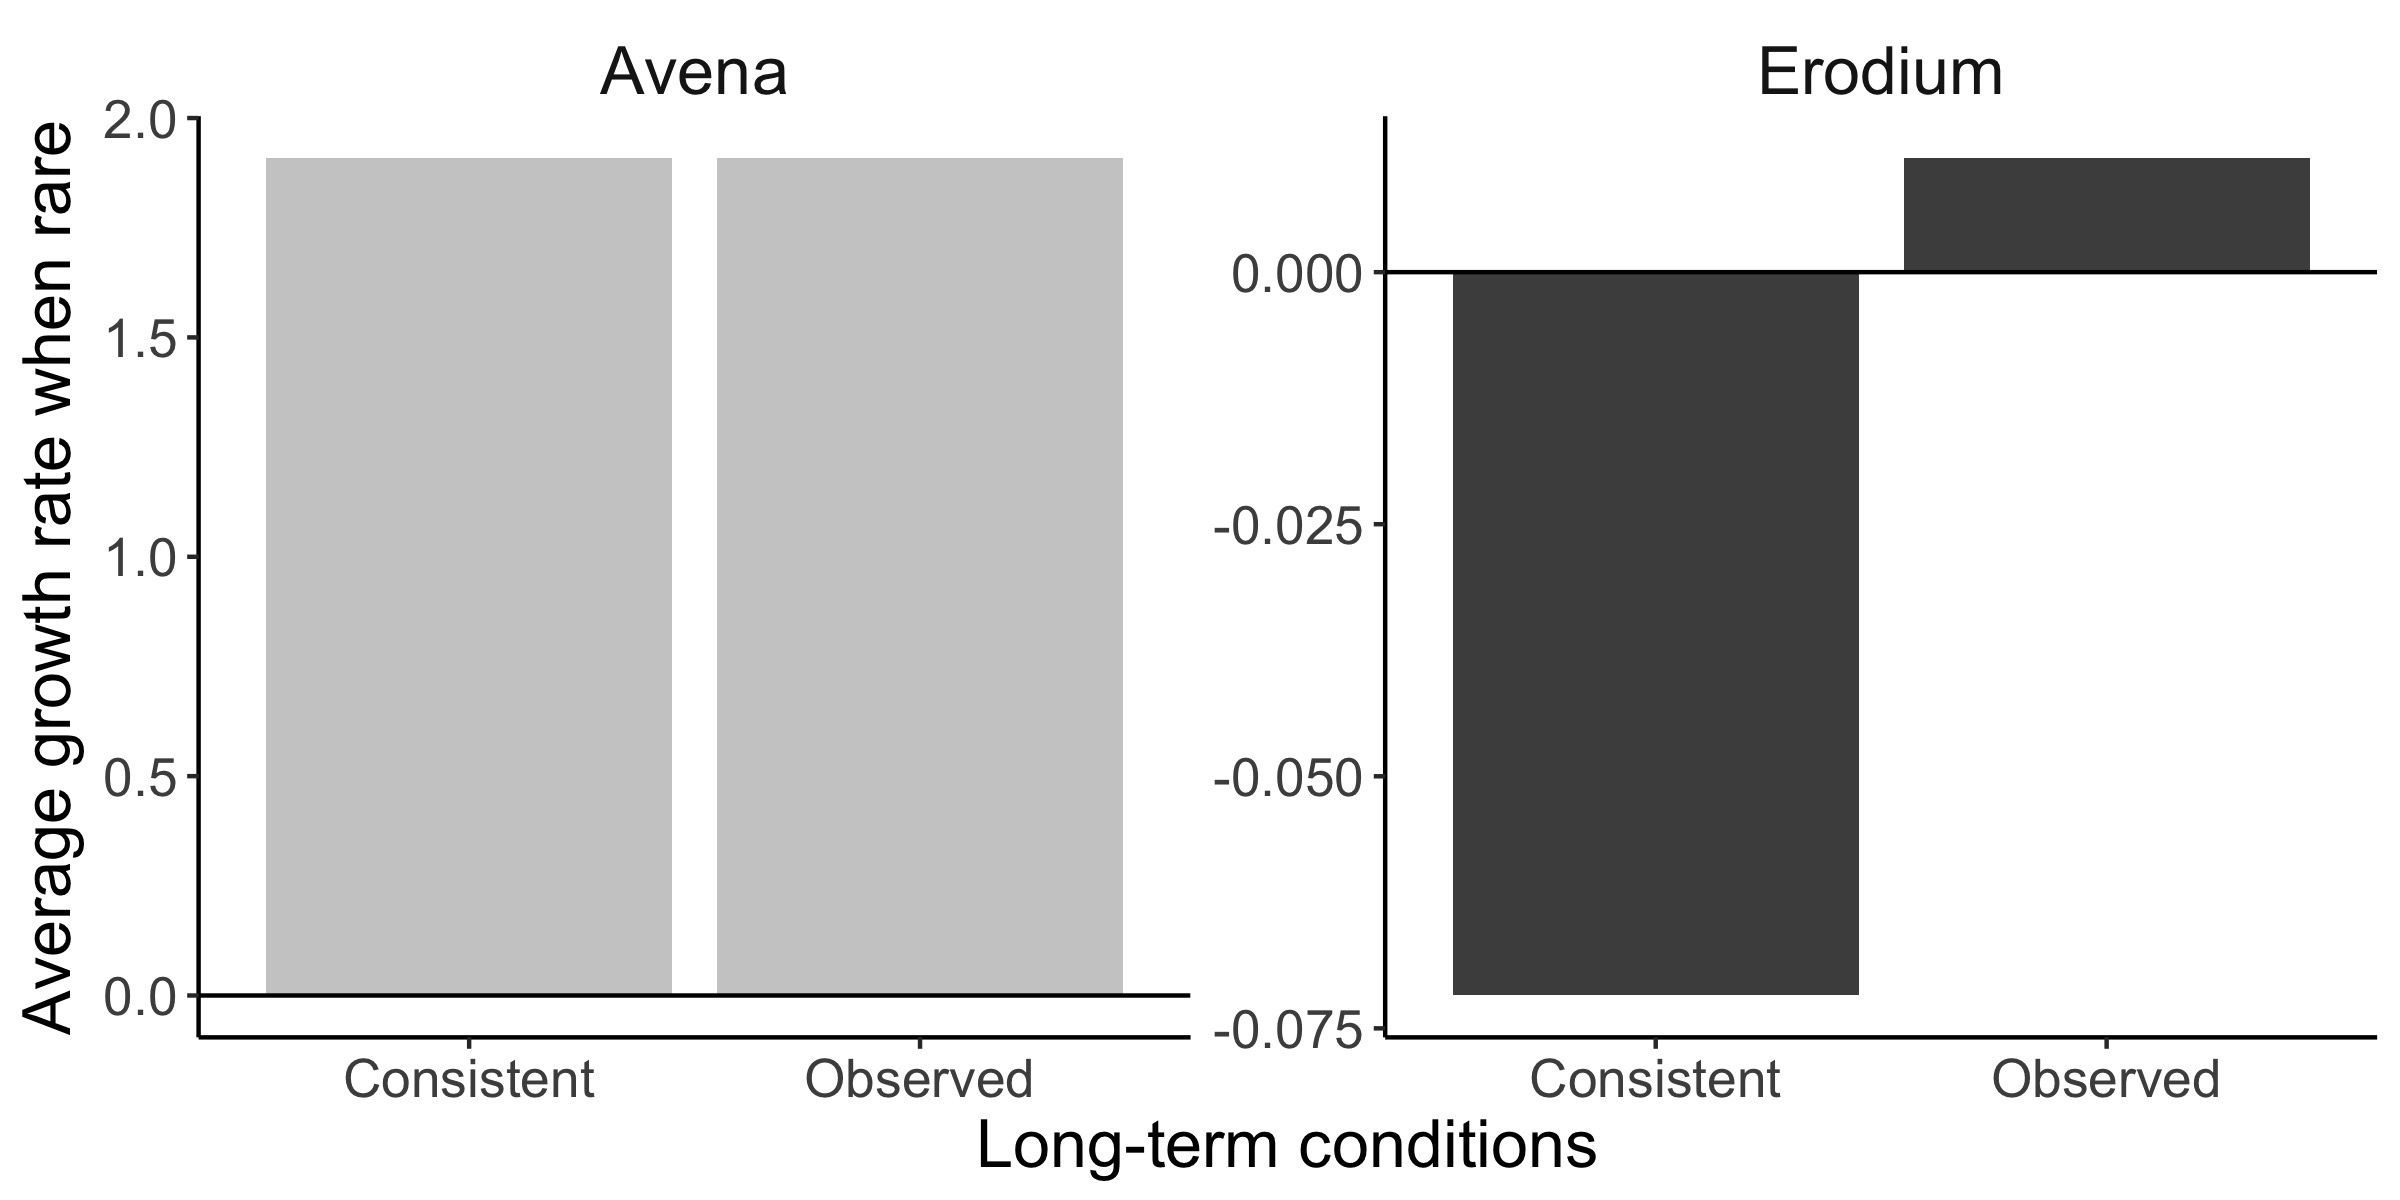 Avena
Erodium
Average growth rate when rare
2.0
1.5
1.0
0.5
0.0
0.000
-0.025
-0.050
-0.075
Consistent
Observed
Consistent
Observed
Long-term conditions